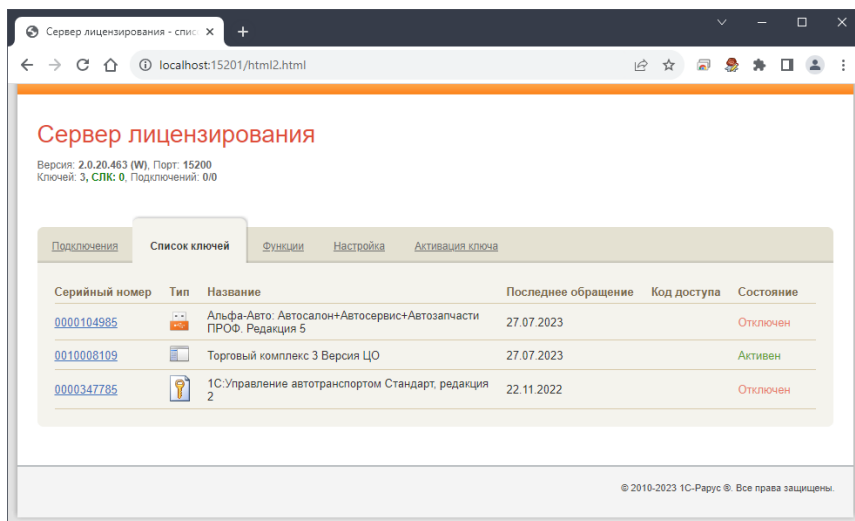 Сервер лицензирования - спис
localhost:15201/html2.html
Сервер лицензирования
Версия: 2.0.20.463 (W), Порт: 15200
Ключей: 3, СЛК: 0, Подключений: 0/0
Подключения Список ключей Функции Настройка Активация ключа
Серийный номер Тип Название Последнее обращение Код доступа Состояние
0000104985 Альфа-Авто: Автосалон+Автосервис+Автозапчасти ПРОФ. Редакция 5 27.07.2023 Отключен
0010008109 Торговый комплекс 3 Версия ЦО 27.07.2023 Активен
0000347785 1С:Управление автотранспортом Стандарт, редакция 2 22.11.2022 Отключен
© 2010-2023 1С-Рарус ®. Все права защищены.